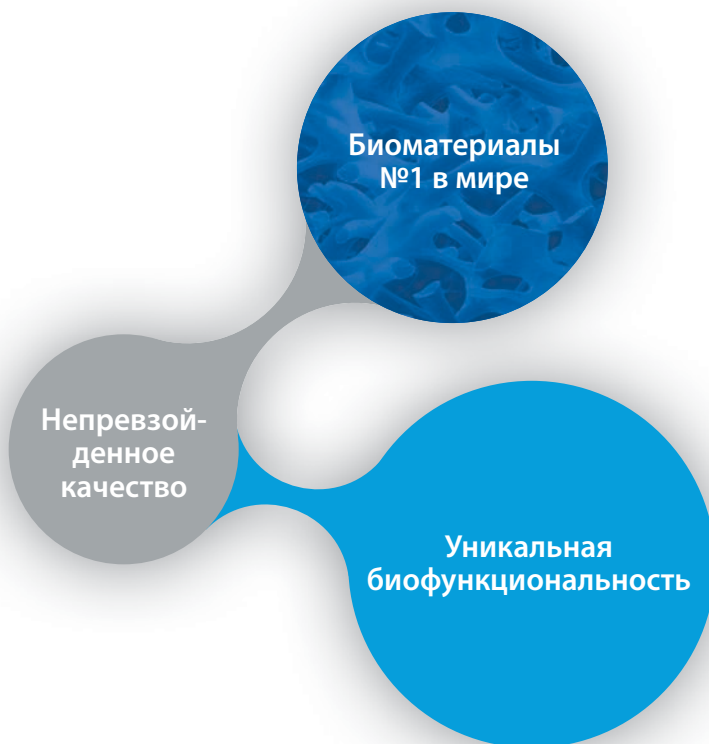 Биоматериалы
№1 в мире
Непревзой-
денное
качество
Уникальная
биофункциональность